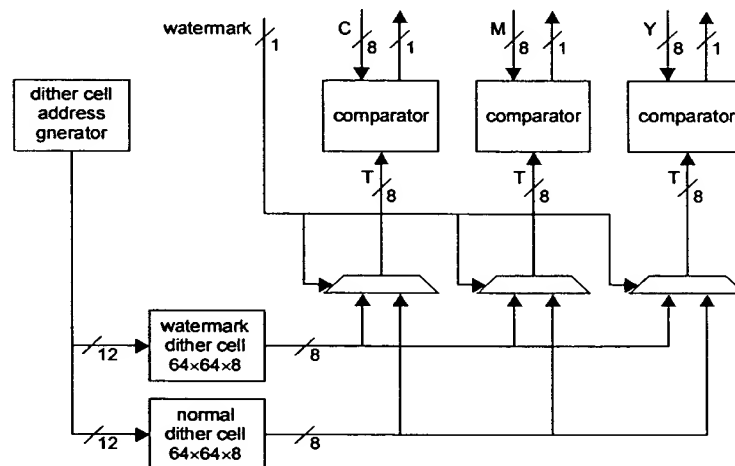 watermark 1 C 8 1 M 8 1 Y 8 1
dither cell
address
gnerator
comparator comparator comparator
T 8 T 8 T 8
12
watermark
dither cell
64×64×8
8
12
normal
dither cell
64×64×8
8